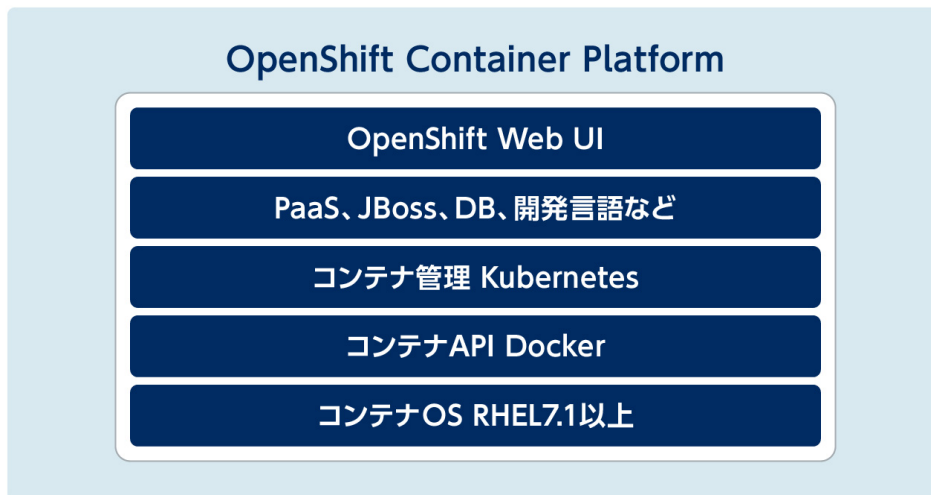 OpenShift Container Platform
OpenShift Web UI
PaaS、JBoss、DB、開発言語など
コンテナ管理 Kubernetes
コンテナAPI Docker
コンテナOS RHEL7.1以上